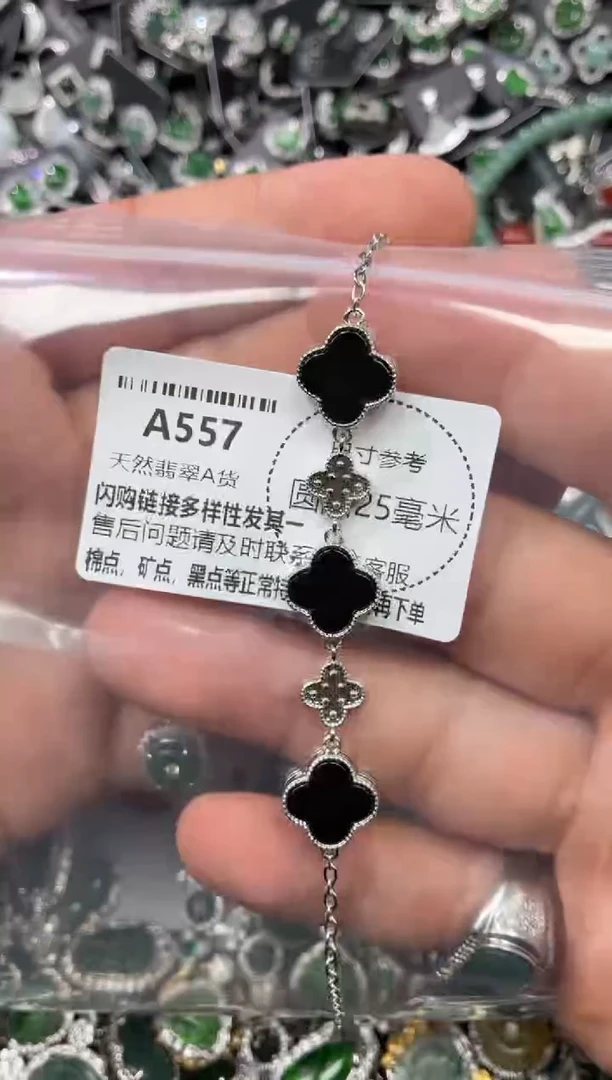 A557
天然翡翠A货
尺寸参考
圆 25毫米
闪购链接多样性发其一
售后问题请及时联系 客服
棉点,矿点,黑点等正常特 再下单